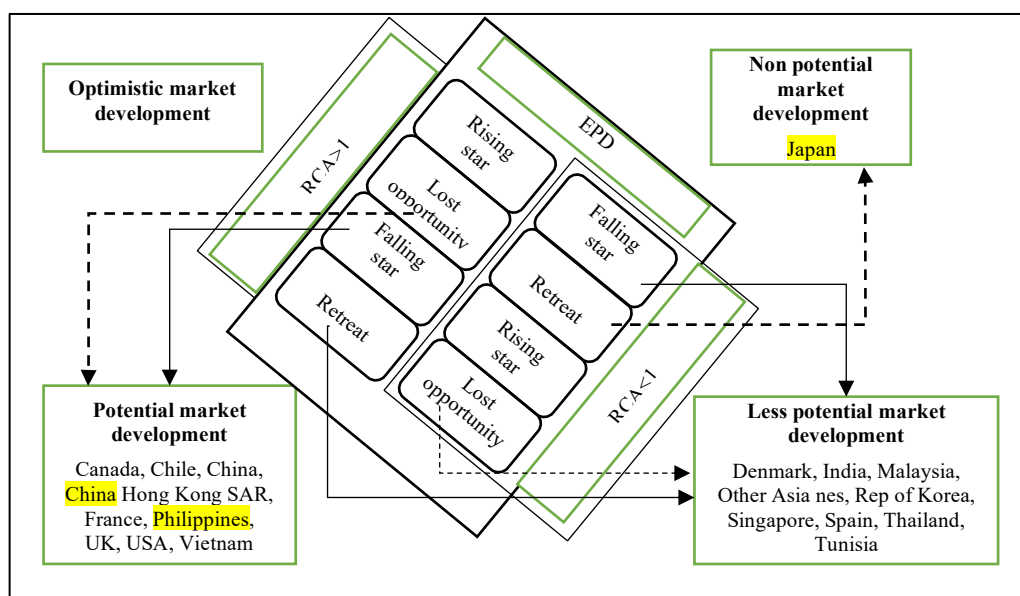 Optimistic market
development
RCA>1
EPD
Rising
star
Lost
opportunity
Falling
star
Retreat
Falling
star
Retreat
Rising
star
Lost
opportunity
RCA<1
Non potential
market
development
Japan
Potential market
development
Canada, Chile, China,
China Hong Kong SAR,
France, Philippines,
UK, USA, Vietnam
Less potential market
development
Denmark, India, Malaysia,
Other Asia nes, Rep of Korea,
Singapore, Spain, Thailand,
Tunisia